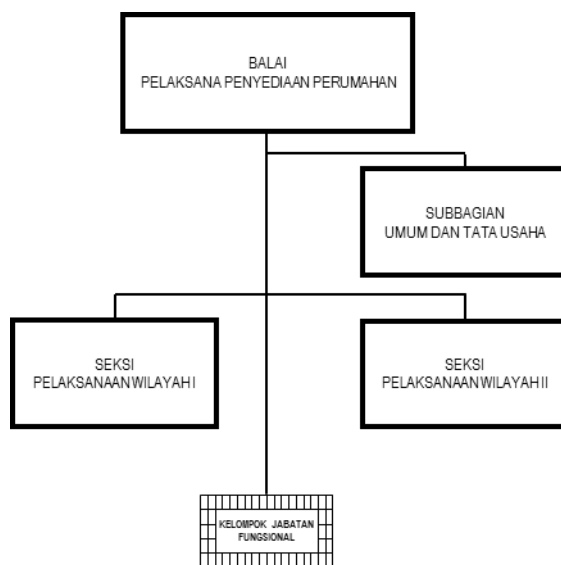 BALAI
PELAKSANA PENYEDIAAN PERUMAHAN
SUBBAGIAN
UMUM DAN TATA USAHA
SEKSI
PELAKSANAAN WILAYAH I
SEKSI
PELAKSANAAN WILAYAH II
KELOMPOK JABATAN
FUNGSIONAL